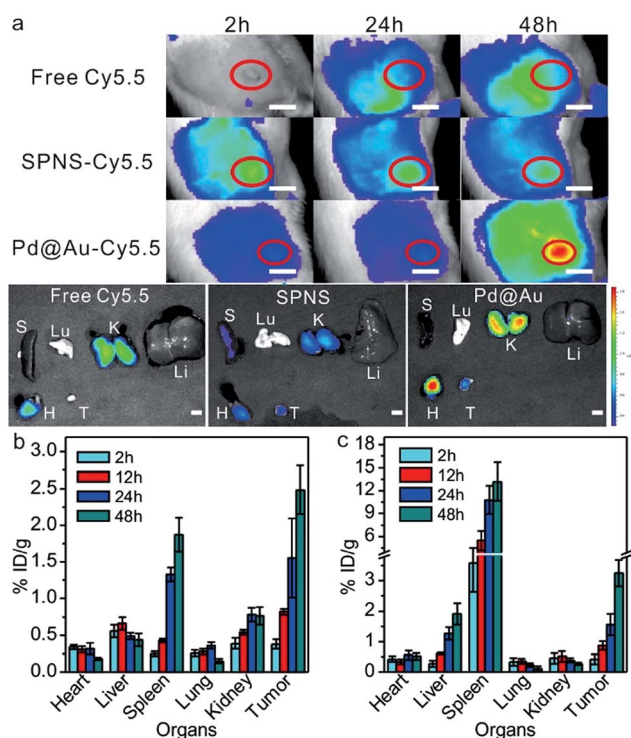 a
2h 24h 48h
Free Cy5.5
SPNS-Cy5.5
Pd@Au-Cy5.5
Free Cy5.5 SPNS Pd@Au
S Lu K Li
H T
S Lu K Li
H T
S Lu K Li
H T
b
% ID/g
3.0
2.5
2.0
1.5
1.0
0.5
0.0
2h
12h
24h
48h
Heart Liver Spleen Lung Kidney Tumor
Organs
c
% ID/g
18
15
12
9
6
3
2
1
0
2h
12h
24h
48h
Heart Liver Spleen Lung Kidney Tumor
Organs